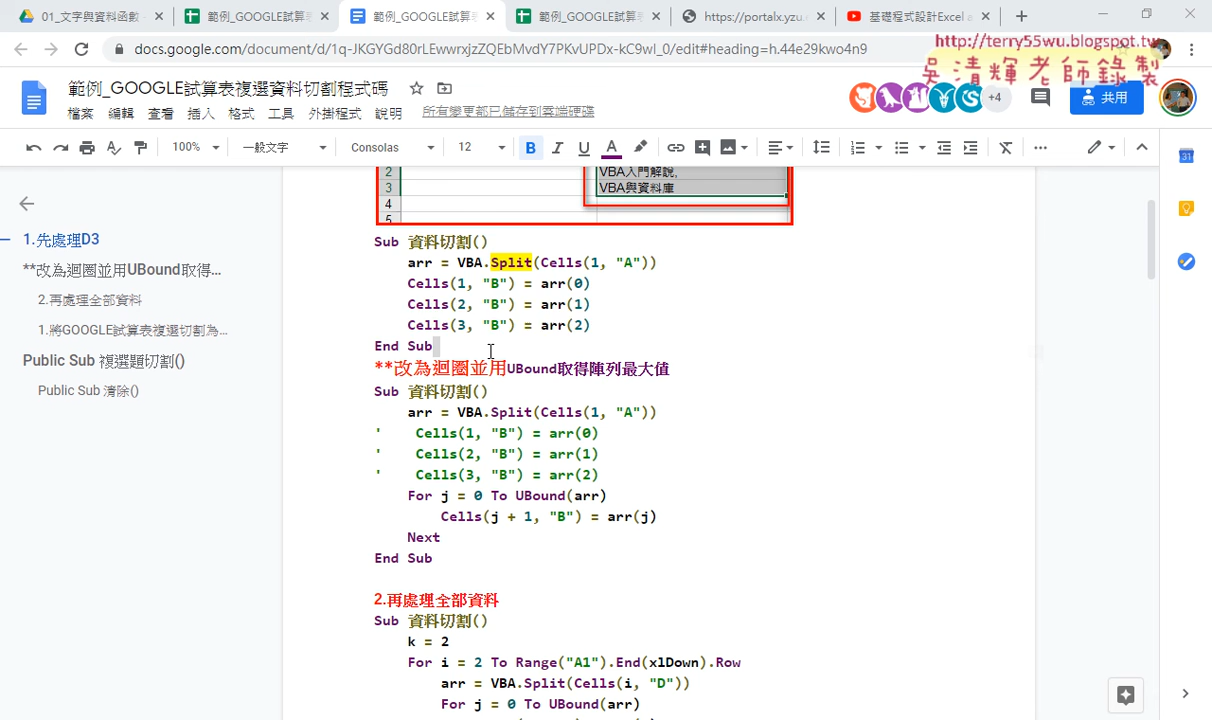 01_文字與資料函數
範例_GOOGLE試算表
範例_GOOGLE試算表
範例_GOOGLE試算表
https://portalx.yzu.
基礎程式設計Excel a
docs.google.com/document/d/1q-JKGYGd80rLEwwrxjzZQEbMvdY7PKvUPDx-kC9wl_0/edit#heading=h.44e29kwo4n9
http://terry55wu.blogspot.tw
吳清輝老師錄製
範例_GOOGLE試算表複選資料切割程式碼
檔案 編輯 查看 插入 格式 工具 外掛程式 說明 所有變更都已儲存到雲端硬碟
+4
共用
100% 一般文字 Consolas 12 B I U A
31
1.先處理D3
**改為迴圈並用UBound取得...
2.再處理全部資料
1.將GOOGLE試算表複選切割為...
Public Sub 複選題切割()
Public Sub 清除()
2 VBA入門解說,
3 VBA與資料庫
4
5
Sub 資料切割()
arr = VBA.Split(Cells(1, "A"))
Cells(1, "B") = arr(0)
Cells(2, "B") = arr(1)
Cells(3, "B") = arr(2)
End Sub
**改為迴圈並用UBound取得陣列最大值
Sub 資料切割()
arr = VBA.Split(Cells(1, "A"))
' Cells(1, "B") = arr(0)
' Cells(2, "B") = arr(1)
' Cells(3, "B") = arr(2)
For j = 0 To UBound(arr)
Cells(j + 1, "B") = arr(j)
Next
End Sub
2.再處理全部資料
Sub 資料切割()
k = 2
For i = 2 To Range("A1").End(xlDown).Row
arr = VBA.Split(Cells(i, "D"))
For j = 0 To UBound(arr)